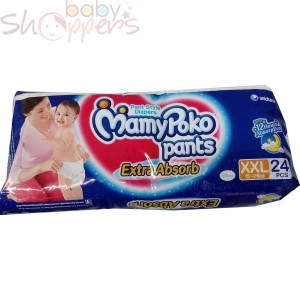 baby
Shoppers
unicharm
Pant Style
Diapers
MamyPoko
pants
Extra Absorb
XXL
24
PCS
Extra Absorb